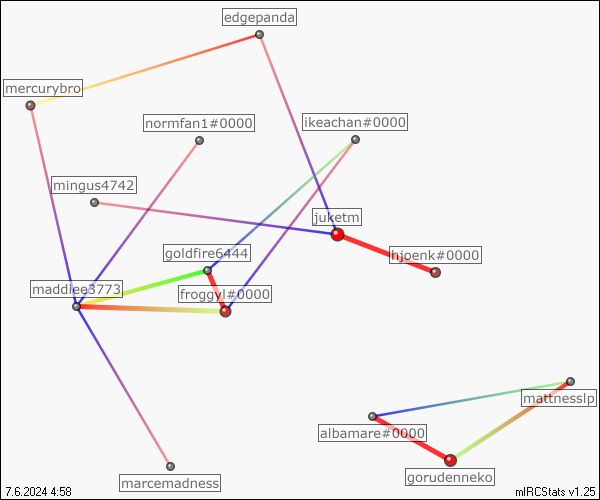 edgepanda
mercurybro
normfan1#0000
ikeachan#0000
mingus4742
juketm
goldfire6444
hjoenk#0000
maddiee3773
froggyl#0000
mattnesslp
albamare#0000
gorudenneko
marcemadness
7.6.2024 4:58
mIRCStats v1.25